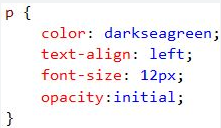 p {
    color: darkseagreen;
    text-align: left;
    font-size: 12px;
    opacity:initial;
}